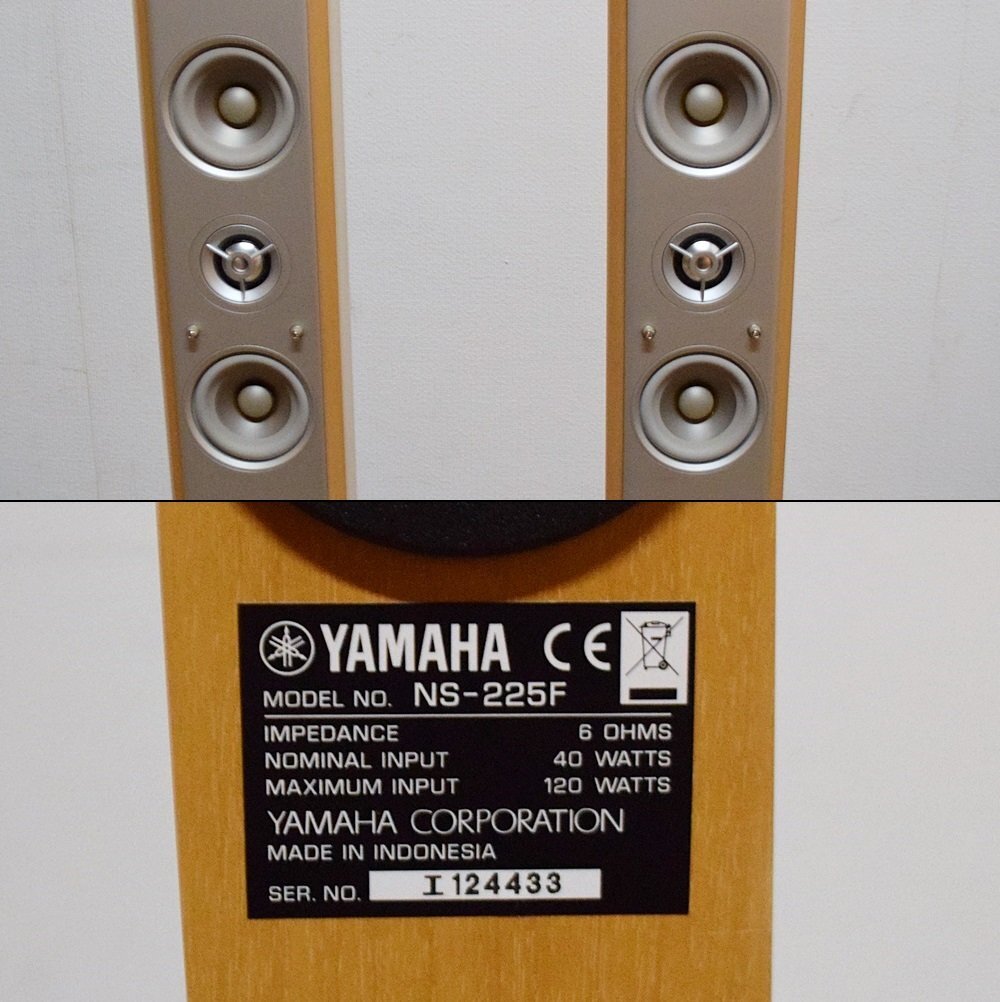 YAMAHA CE
MODEL NO. NS-225F
IMPEDANCE 6 OHMS
NOMINAL INPUT 40 WATTS
MAXIMUM INPUT 120 WATTS
YAMAHA CORPORATION
MADE IN INDONESIA
SER. NO. I124433